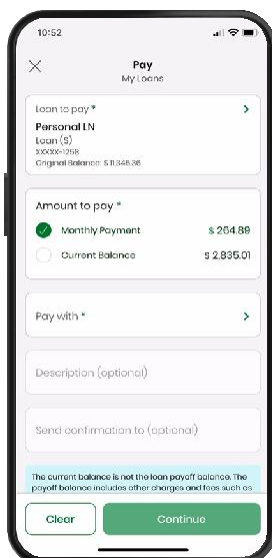 10:52
Pay
My Loans
Loan to pay *
Personal LN
Loan ($)
XXXXX-1258
Original Balance: $ 11,345.36
Amount to pay *
Monthly Payment $ 264.89
Current Balance $ 2,835.01
Pay with *
Description (optional)
Send confirmation to (optional)
The current balance is not the loan payoff balance. The
payoff balance includes other charges and fees such as
Clear Continue